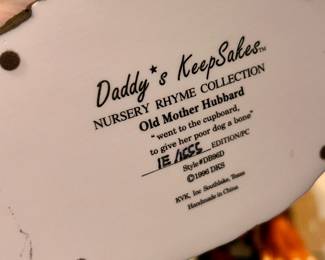 Daddy★s KeepSakes™
NURSERY RHYME COLLECTION
Old Mother Hubbard
"went to the cupboard,
to give her poor dog a bone"
EDITION/PC
Style#DB96D
©1996 DKS
KVK, Inc Southlake, Texas
Handmade in China